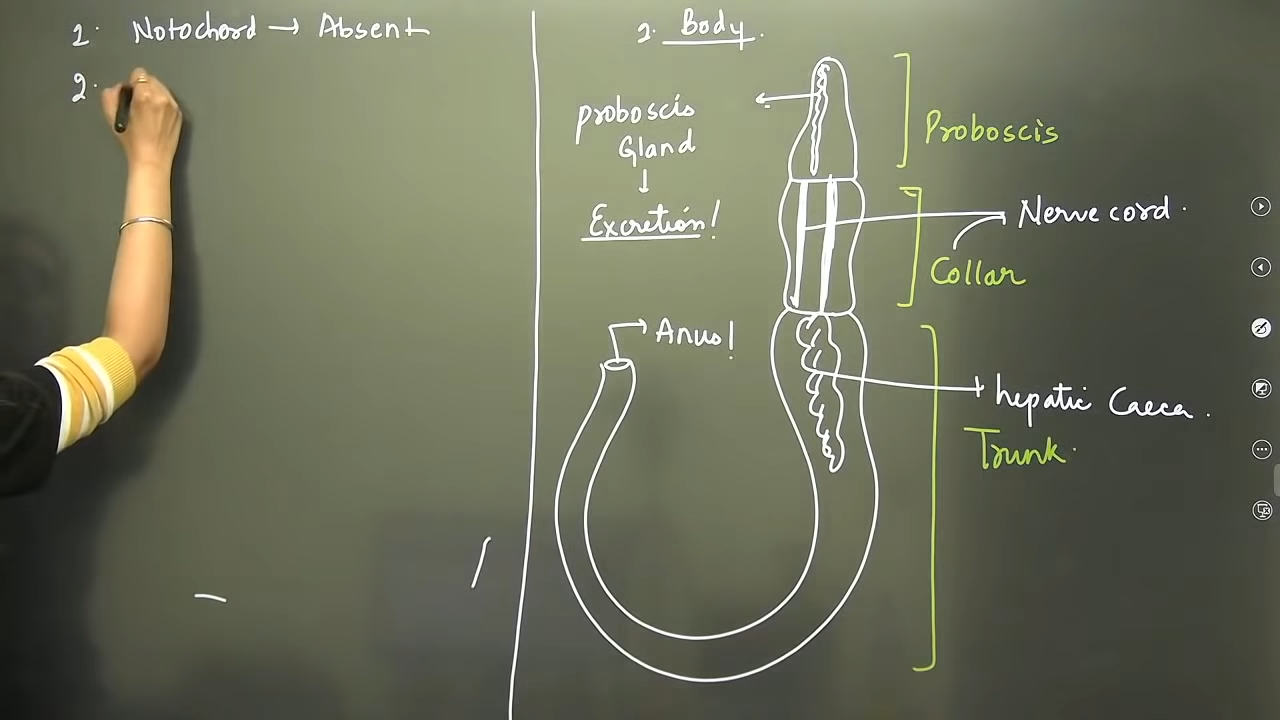 1. Notochord → Absent
2.
2. Body.
proboscis
Gland
↓
Excretion!
Proboscis
Nerve cord.
Collar
Anus!
hepatic Caeca.
Trunk.